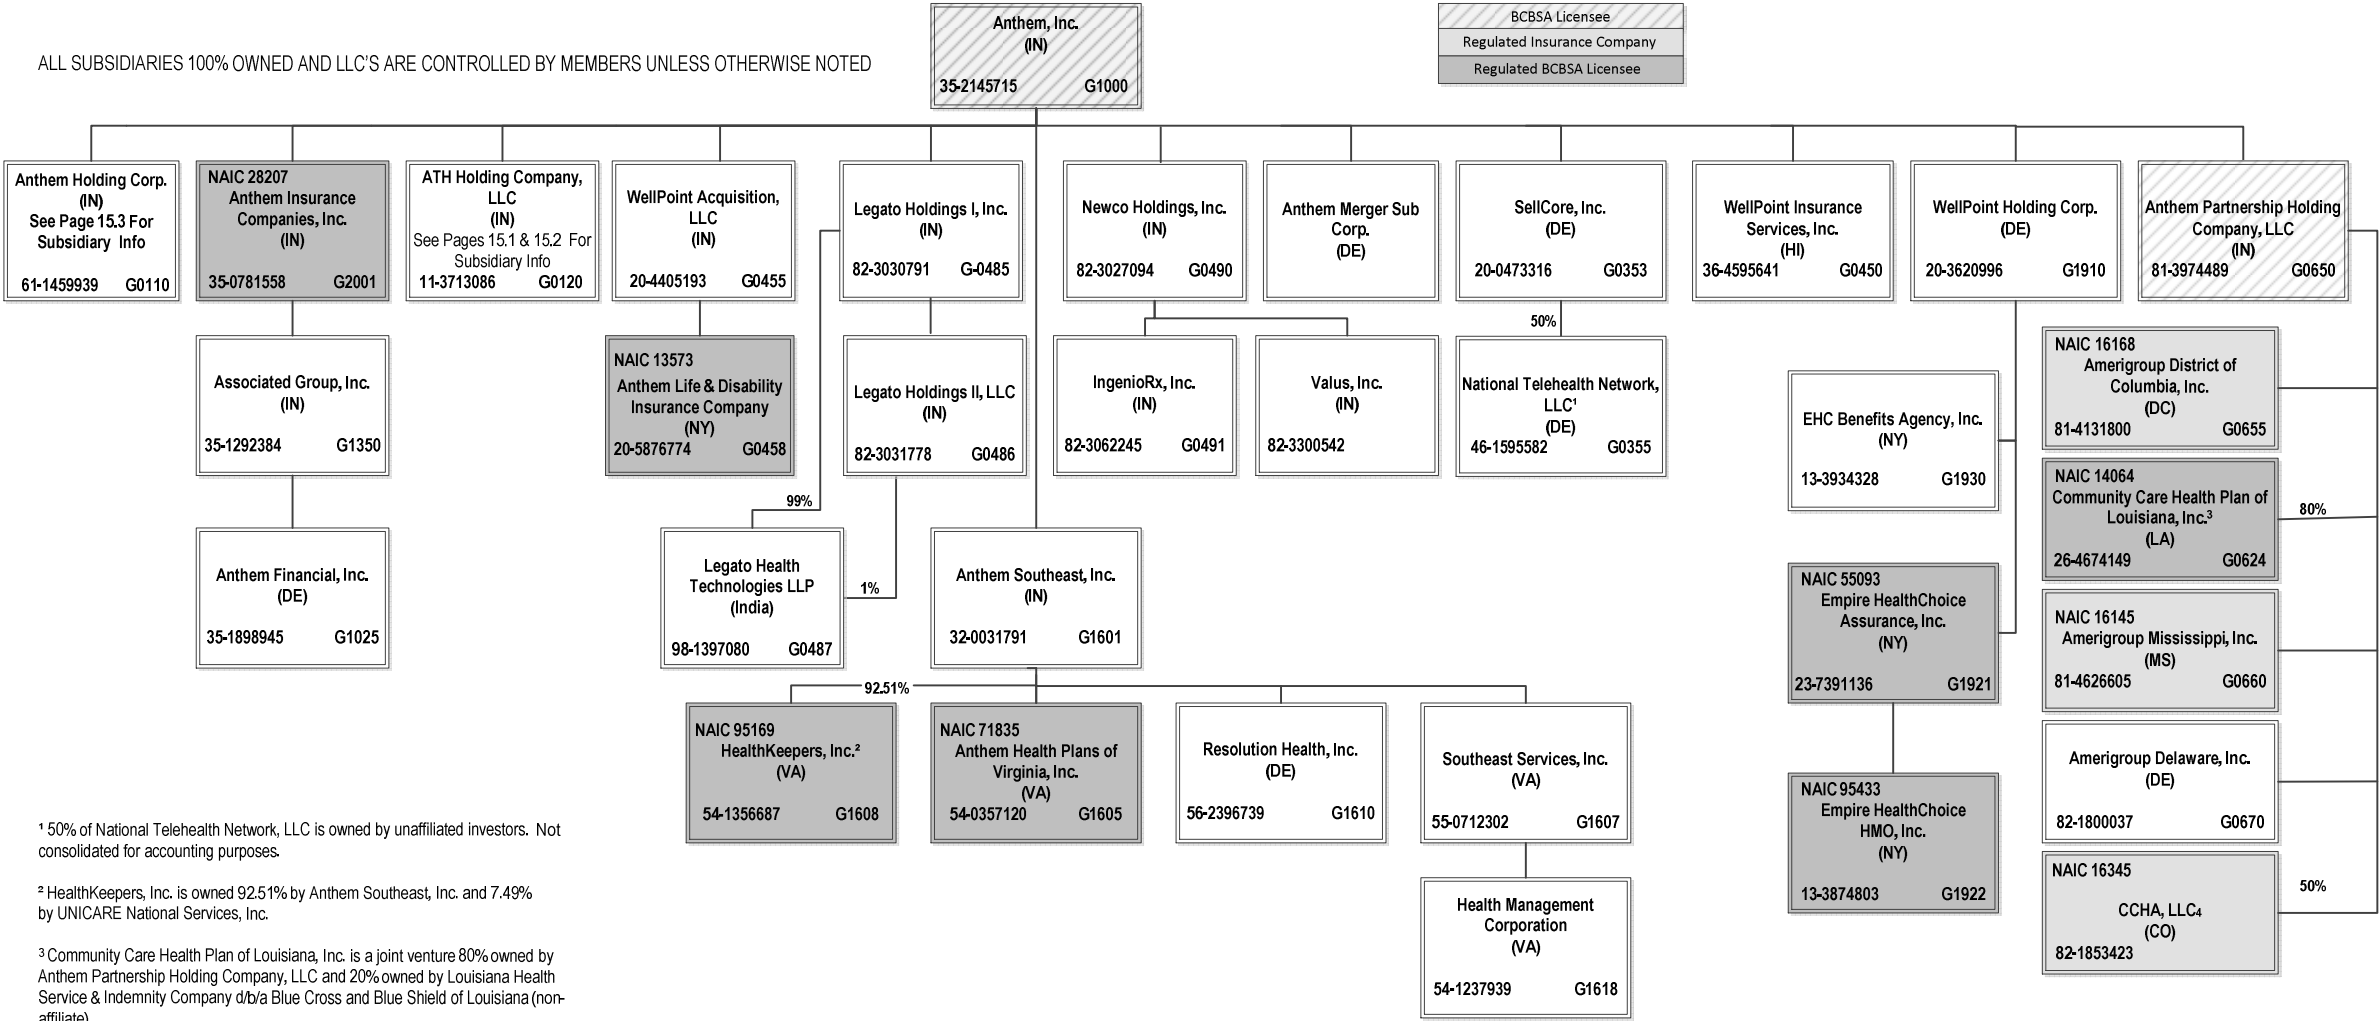 Anthem, Inc.
(IN)
35-2145715 G1000
BCBSA Licensee
Regulated Insurance Company
Regulated BCBSA Licensee
ALL SUBSIDIARIES 100% OWNED AND LLC'S ARE CONTROLLED BY MEMBERS UNLESS OTHERWISE NOTED
Anthem Holding Corp.
(IN)
See Page 15.3 For
Subsidiary Info
61-1459939 G0110
NAIC 28207
Anthem Insurance
Companies, Inc.
(IN)
35-0781558 G2001
ATH Holding Company,
LLC
(IN)
See Pages 15.1 & 15.2 For
Subsidiary Info
11-3713086 G0120
WellPoint Acquisition,
LLC
(IN)
20-4405193 G0455
Legato Holdings I, Inc.
(IN)
82-3030791 G-0485
Newco Holdings, Inc.
(IN)
82-3027094 G0490
Anthem Merger Sub
Corp.
(DE)
SellCore, Inc.
(DE)
20-0473316 G0353
WellPoint Insurance
Services, Inc.
(HI)
36-4595641 G0450
WellPoint Holding Corp.
(DE)
20-3620996 G1910
Anthem Partnership Holding
Company, LLC
(IN)
81-3974489 G0650
Associated Group, Inc.
(IN)
35-1292384 G1350
NAIC 13573
Anthem Life & Disability
Insurance Company
(NY)
20-5876774 G0458
Legato Holdings II, LLC
(IN)
82-3031778 G0486
IngenioRx, Inc.
(IN)
82-3062245 G0491
Valus, Inc.
(IN)
82-3300542
50%
National Telehealth Network,
LLC¹
(DE)
46-1595582 G0355
EHC Benefits Agency, Inc.
(NY)
13-3934328 G1930
NAIC 16168
Amerigroup District of
Columbia, Inc.
(DC)
81-4131800 G0655
NAIC 14064
Community Care Health Plan of
Louisiana, Inc.³
(LA)
26-4674149 G0624
80%
99%
1%
Anthem Financial, Inc.
(DE)
35-1898945 G1025
Legato Health
Technologies LLP
(India)
98-1397080 G0487
Anthem Southeast, Inc.
(IN)
32-0031791 G1601
NAIC 55093
Empire HealthChoice
Assurance, Inc.
(NY)
23-7391136 G1921
NAIC 16145
Amerigroup Mississippi, Inc.
(MS)
81-4626605 G0660
92.51%
NAIC 95169
HealthKeepers, Inc.²
(VA)
54-1356687 G1608
NAIC 71835
Anthem Health Plans of
Virginia, Inc.
(VA)
54-0357120 G1605
Resolution Health, Inc.
(DE)
56-2396739 G1610
Southeast Services, Inc.
(VA)
55-0712302 G1607
NAIC 95433
Empire HealthChoice
HMO, Inc.
(NY)
13-3874803 G1922
Amerigroup Delaware, Inc.
(DE)
82-1800037 G0670
NAIC 16345
CCHA, LLC4
(CO)
82-1853423
50%
Health Management
Corporation
(VA)
54-1237939 G1618
¹ 50% of National Telehealth Network, LLC is owned by unaffiliated investors. Not
consolidated for accounting purposes.
² HealthKeepers, Inc. is owned 92.51% by Anthem Southeast, Inc. and 7.49%
by UNICARE National Services, Inc.
³ Community Care Health Plan of Louisiana, Inc. is a joint venture 80% owned by
Anthem Partnership Holding Company, LLC and 20% owned by Louisiana Health
Service & Indemnity Company d/b/a Blue Cross and Blue Shield of Louisiana (non-
affiliate)